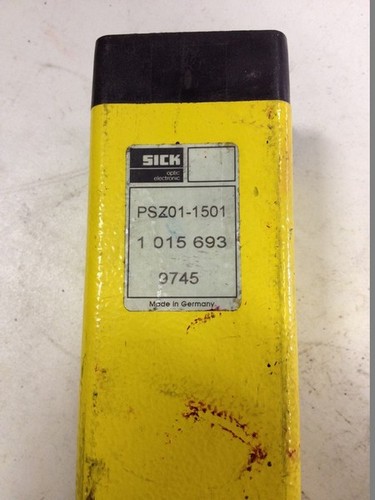 SICK
optic
electronic
PSZ01-1501
1 015 693
9745
Made in Germany